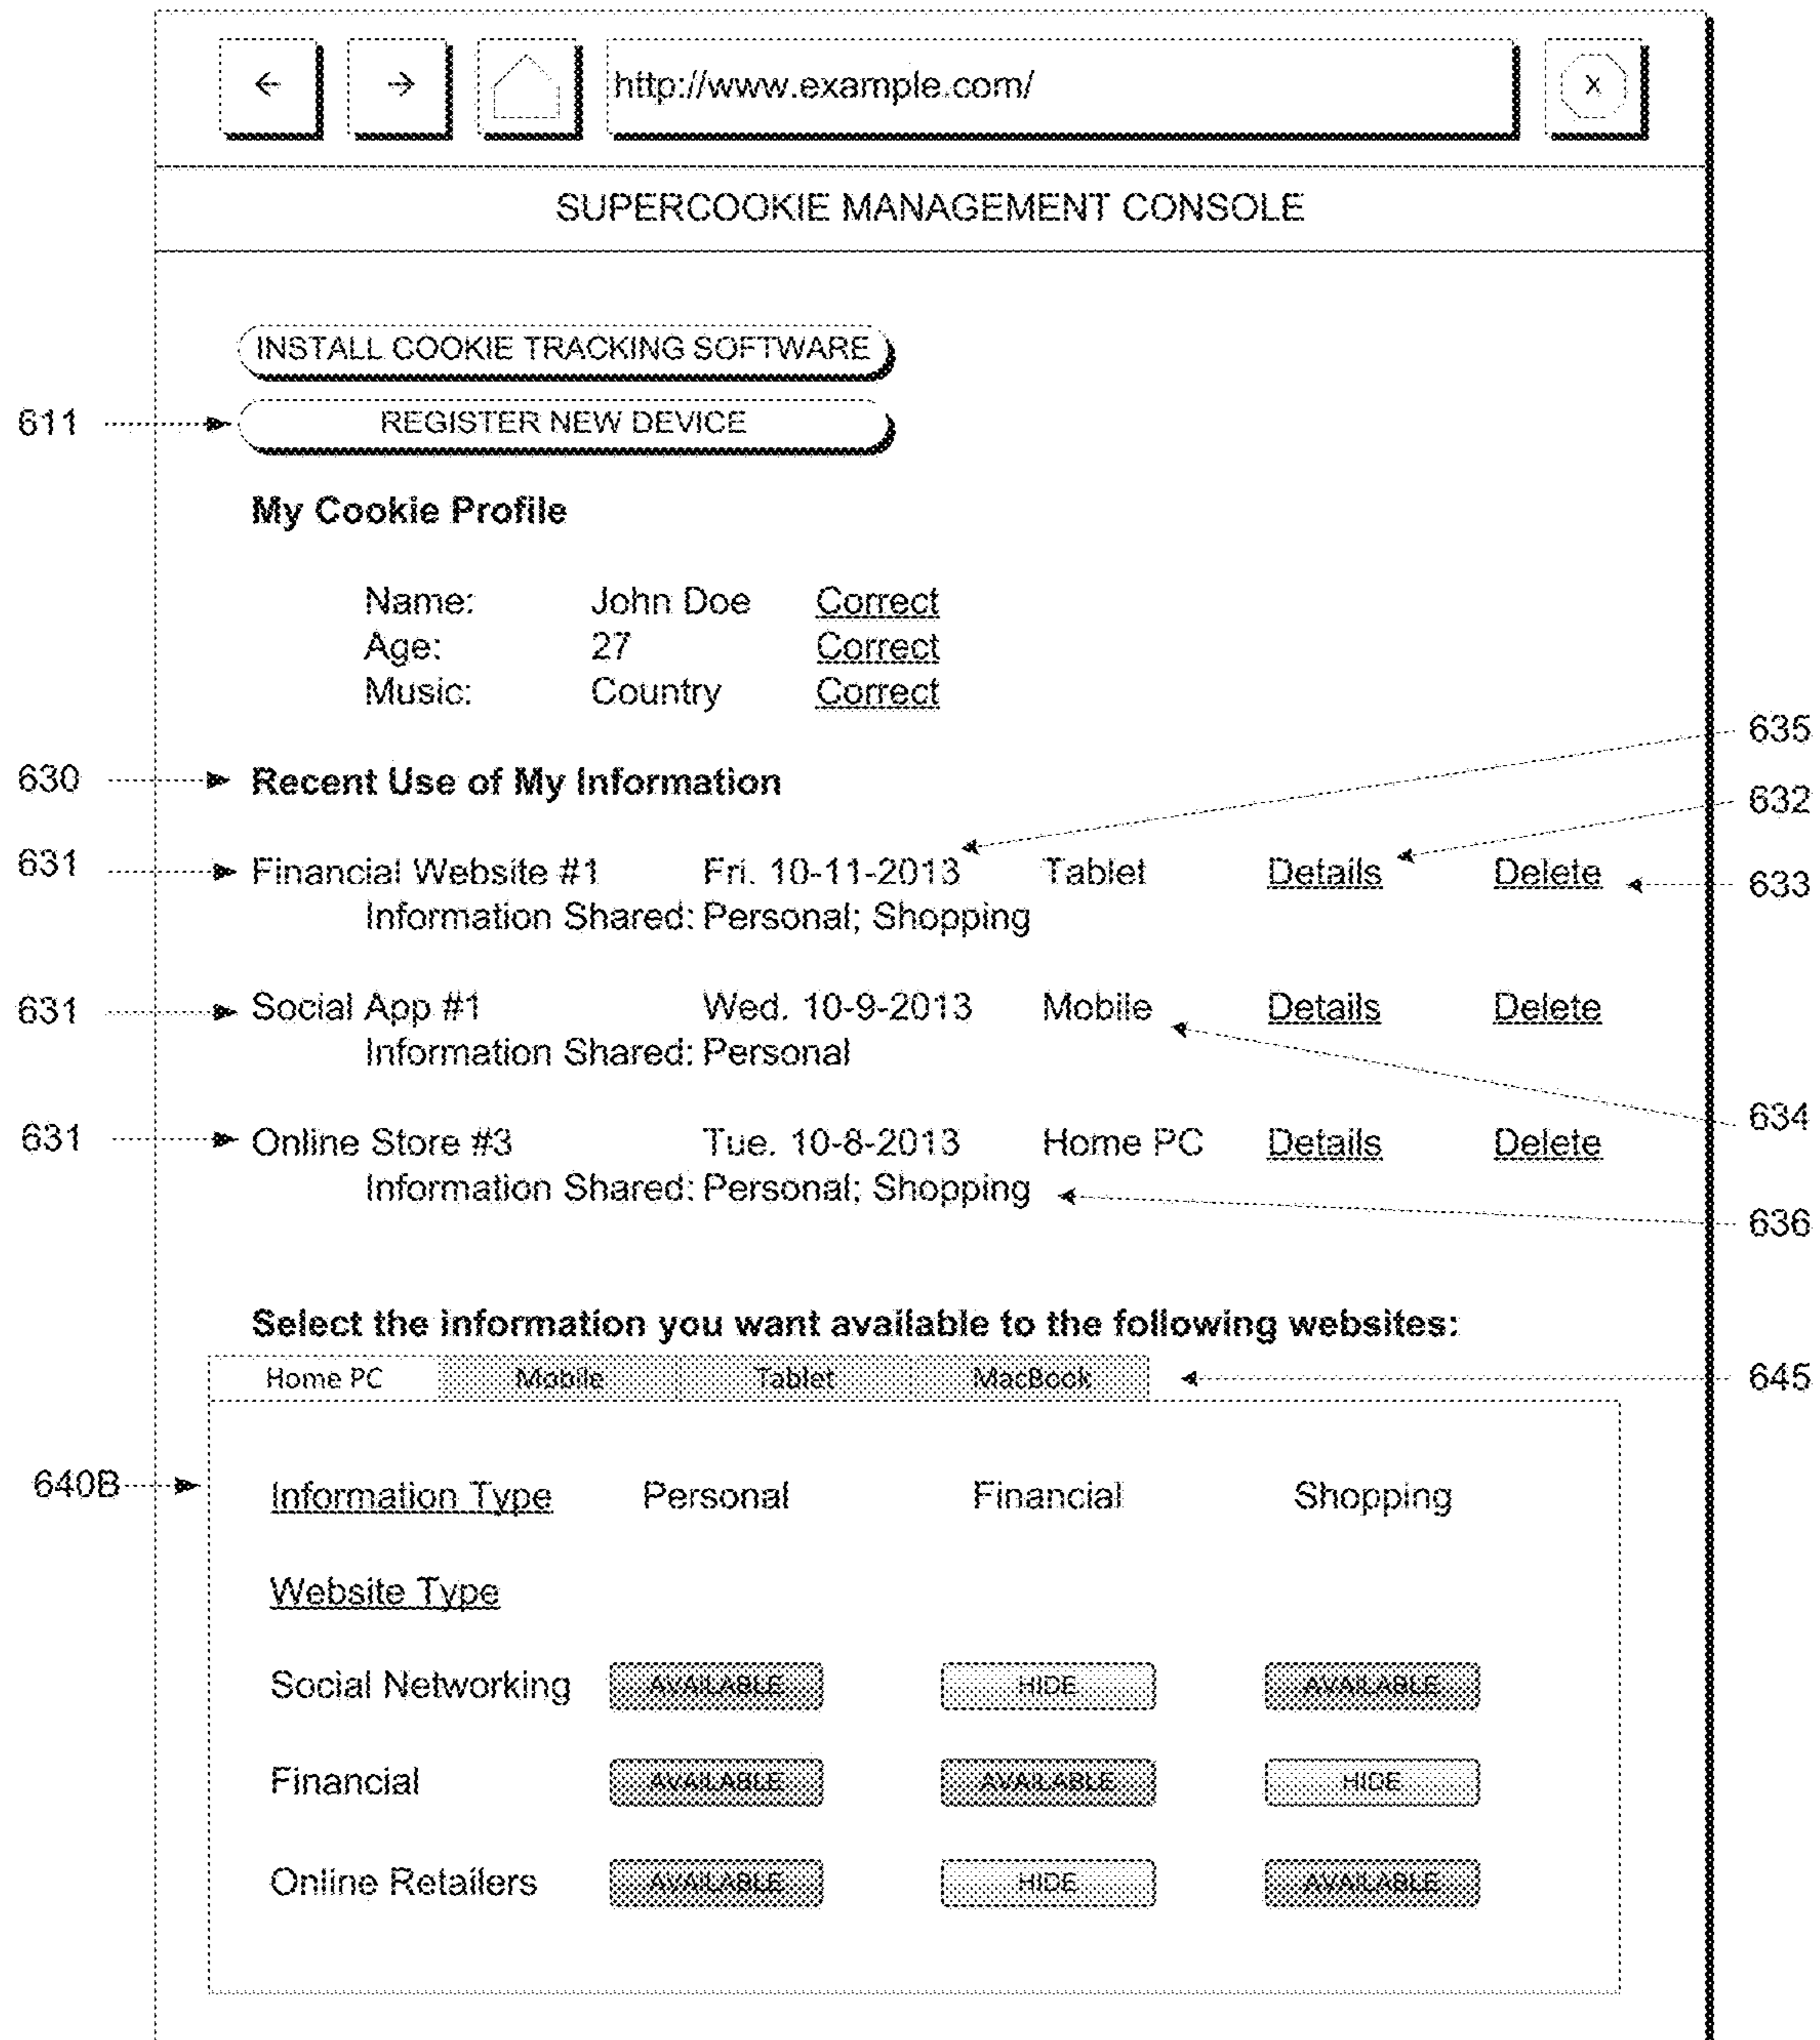 ← → http://www.example.com/ X
SUPERCOOKIE MANAGEMENT CONSOLE
INSTALL COOKIE TRACKING SOFTWARE
611 REGISTER NEW DEVICE
My Cookie Profile
Name: John Doe Correct
Age: 27 Correct
Music: Country Correct
635
630 Recent Use of My Information
632
631 Financial Website #1 Fri. 10-11-2013 Tablet Details Delete 633
Information Shared: Personal; Shopping
631 Social App #1 Wed. 10-9-2013 Mobile Details Delete
Information Shared: Personal
634
631 Online Store #3 Tue. 10-8-2013 Home PC Details Delete
Information Shared: Personal; Shopping
636
Select the information you want available to the following websites:
Home PC Mobile Tablet MacBook 645
640B Information Type Personal Financial Shopping
Website Type
Social Networking AVAILABLE HIDE AVAILABLE
Financial AVAILABLE AVAILABLE HIDE
Online Retailers AVAILABLE HIDE AVAILABLE